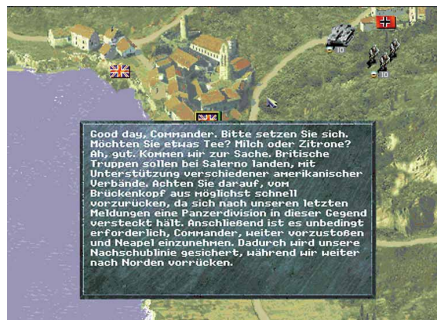 10
10
Good day, Commander. Bitte setzen Sie sich.
Möchten Sie etwas Tee? Milch oder Zitrone?
Ah, gut. Kommen wir zur Sache. Britische
Truppen sollen bei Salerno landen, mit
Unterstützung verschiedener amerikanischer
Verbände. Achten Sie darauf, vom
Brückenkopf aus möglichst schnell
vorzurücken, da sich nach unseren letzten
Meldungen eine Panzerdivision in dieser Gegend
versteckt hält. Anschließend ist es unbedingt
erforderlich, Commander, weiter vorzustoßen
und Neapel einzunehmen. Dadurch wird unsere
Nachschublinie gesichert, während wir weiter
nach Norden vorrücken.